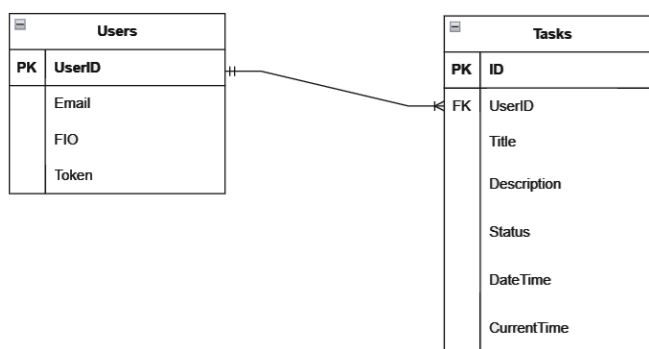 Users
PK UserID
Email
FIO
Token
Tasks
PK ID
FK UserID
Title
Description
Status
DateTime
CurrentTime